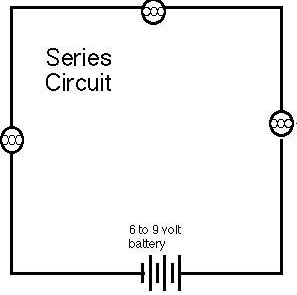 Series
Circuit
6 to 9 volt
battery